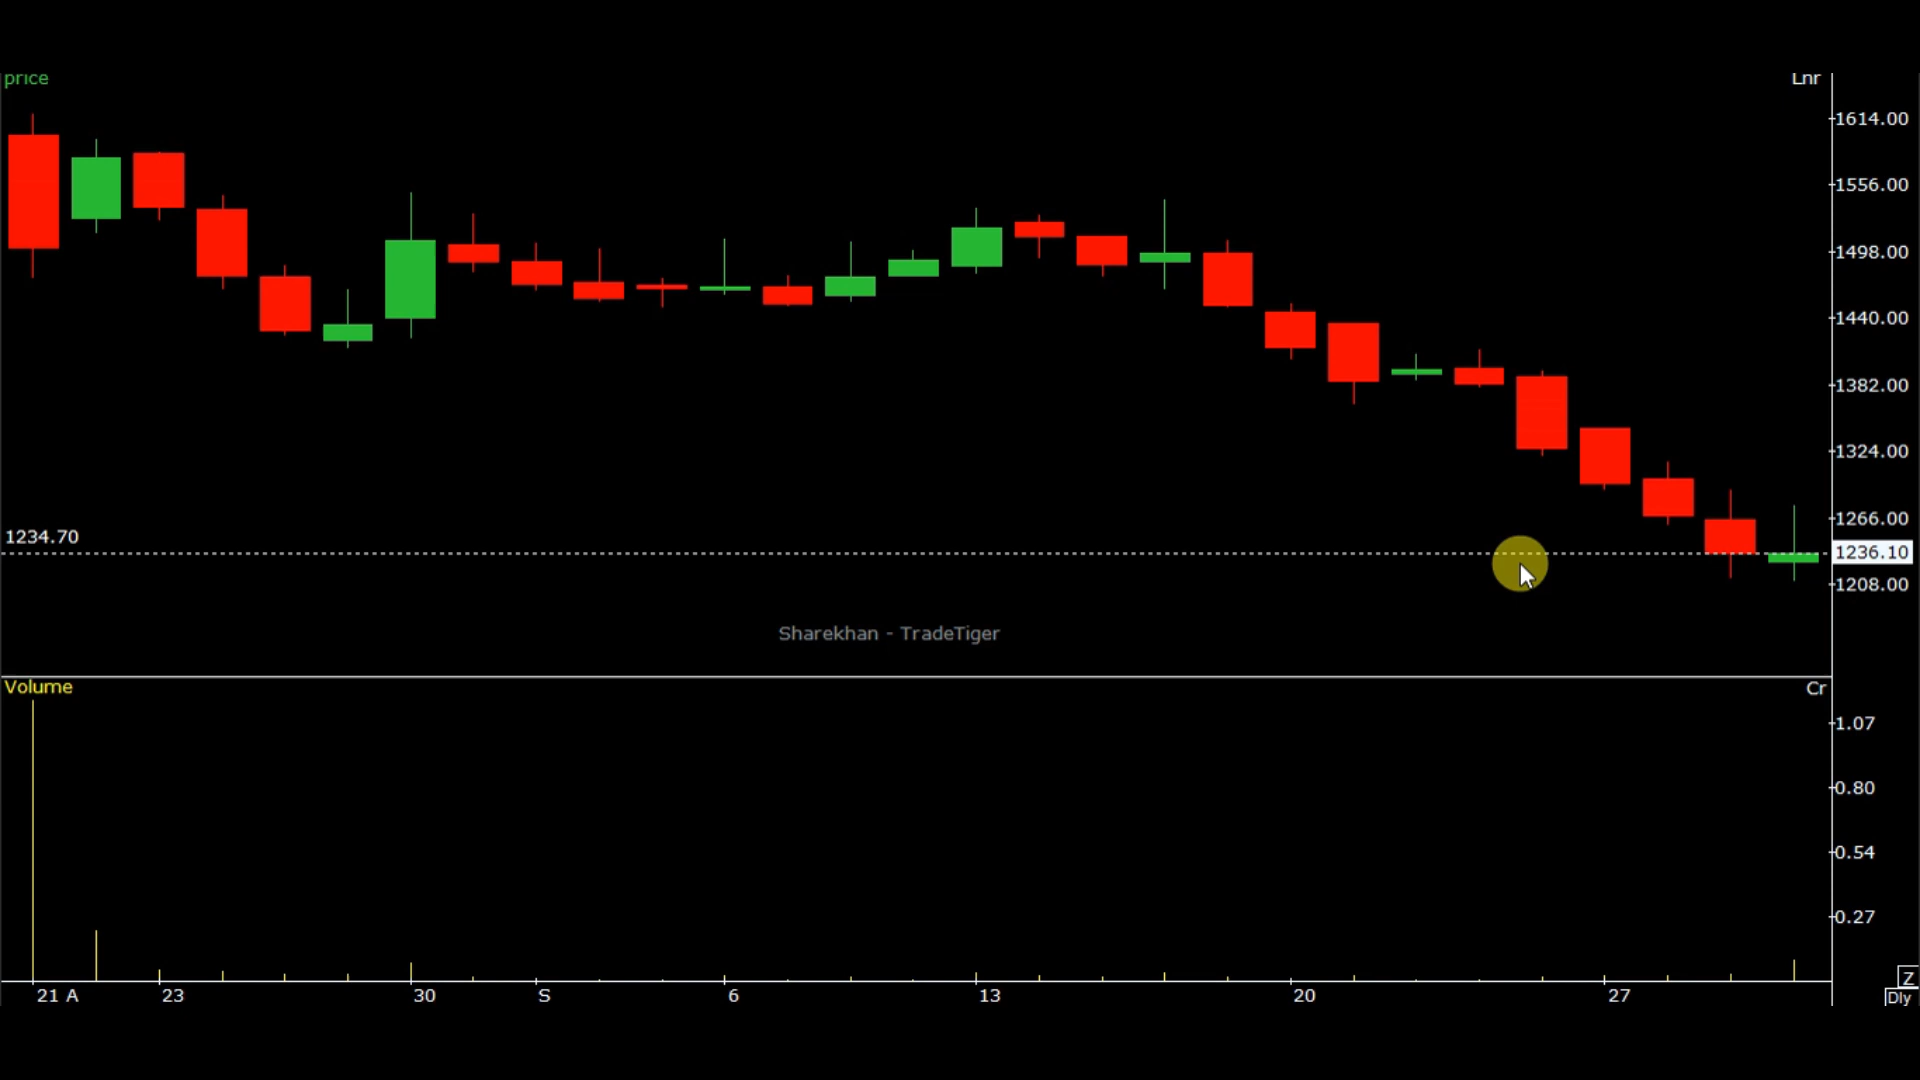 price
Lnr
1614.00
1556.00
1498.00
1440.00
1382.00
1324.00
1266.00
1234.70
1236.10
1208.00
Sharekhan - TradeTiger
Volume
Cr
1.07
0.80
0.54
0.27
Z
21 A 23 30 S 6 13 20 27 Dly